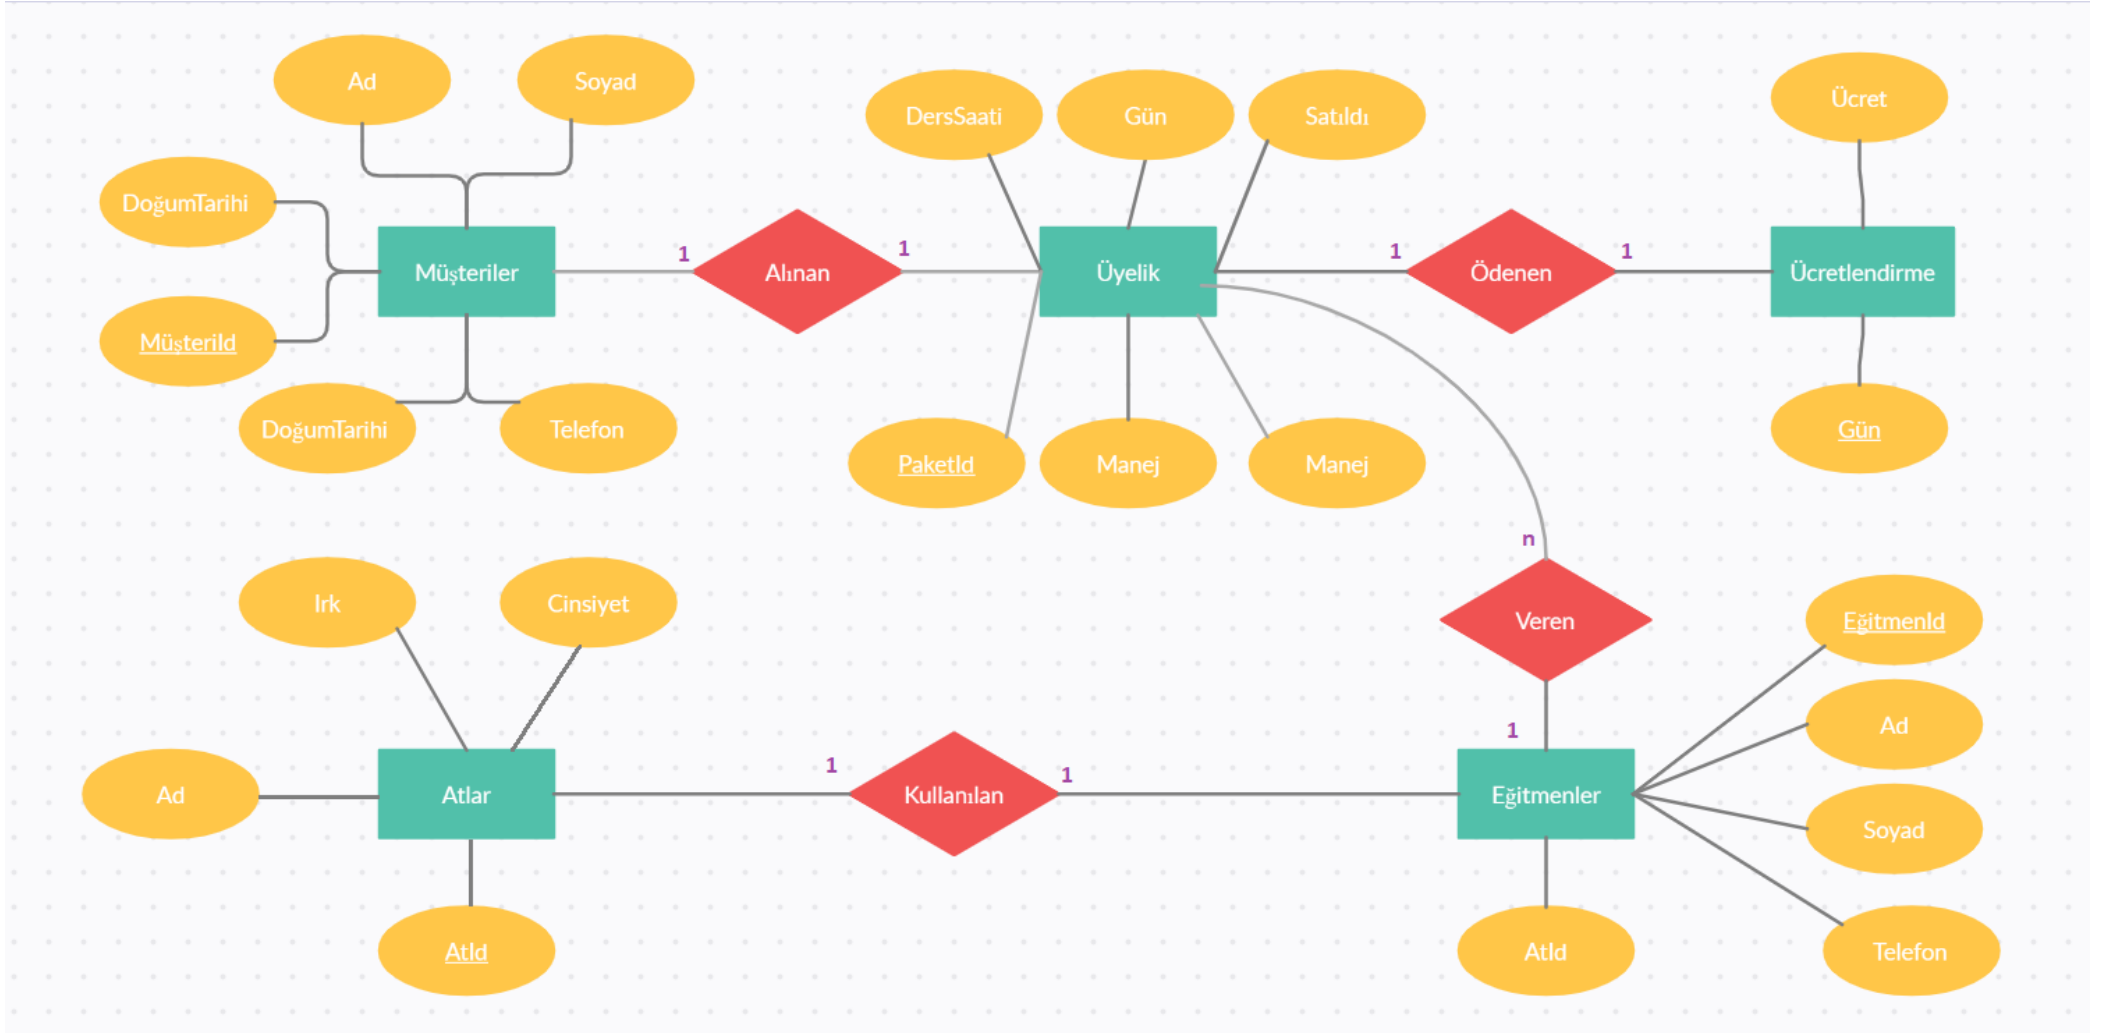 Ad
Soyad
DoğumTarihi
MüşteriId
Müşteriler
DoğumTarihi
Telefon
1
Alınan
1
DersSaati
Gün
Satıldı
Üyelik
PaketId
Manej
Manej
1
Ödenen
1
Ücret
Ücretlendirme
Gün
n
Veren
1
Irk
Cinsiyet
Ad
Atlar
AtId
1
Kullanılan
1
Eğitmenler
EğitmenId
Ad
Soyad
Telefon
AtId